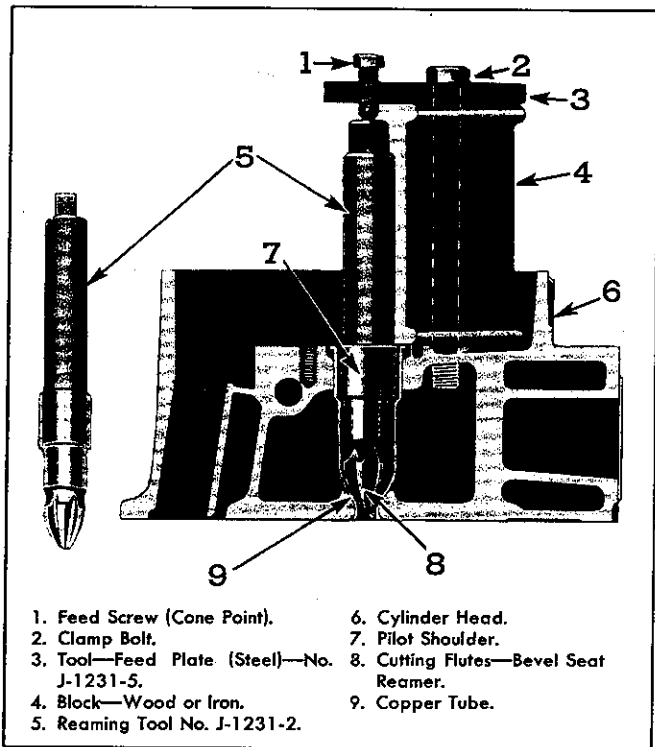 1
2
3
4
5
6
7
8
9
1. Feed Screw (Cone Point).
2. Clamp Bolt.
3. Tool—Feed Plate (Steel)—No.
J-1231-5.
4. Block—Wood or Iron.
5. Reaming Tool No. J-1231-2.
6. Cylinder Head.
7. Pilot Shoulder.
8. Cutting Flutes—Bevel Seat
Reamer.
9. Copper Tube.